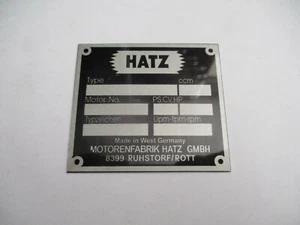 HATZ
Type ccm
Motor No. PS.CV.HP
Typzeichen Upm-fpm-rpm
Made in West Germany
MOTORENFABRIK HATZ GMBH
8399 RUHSTORF/ROTT